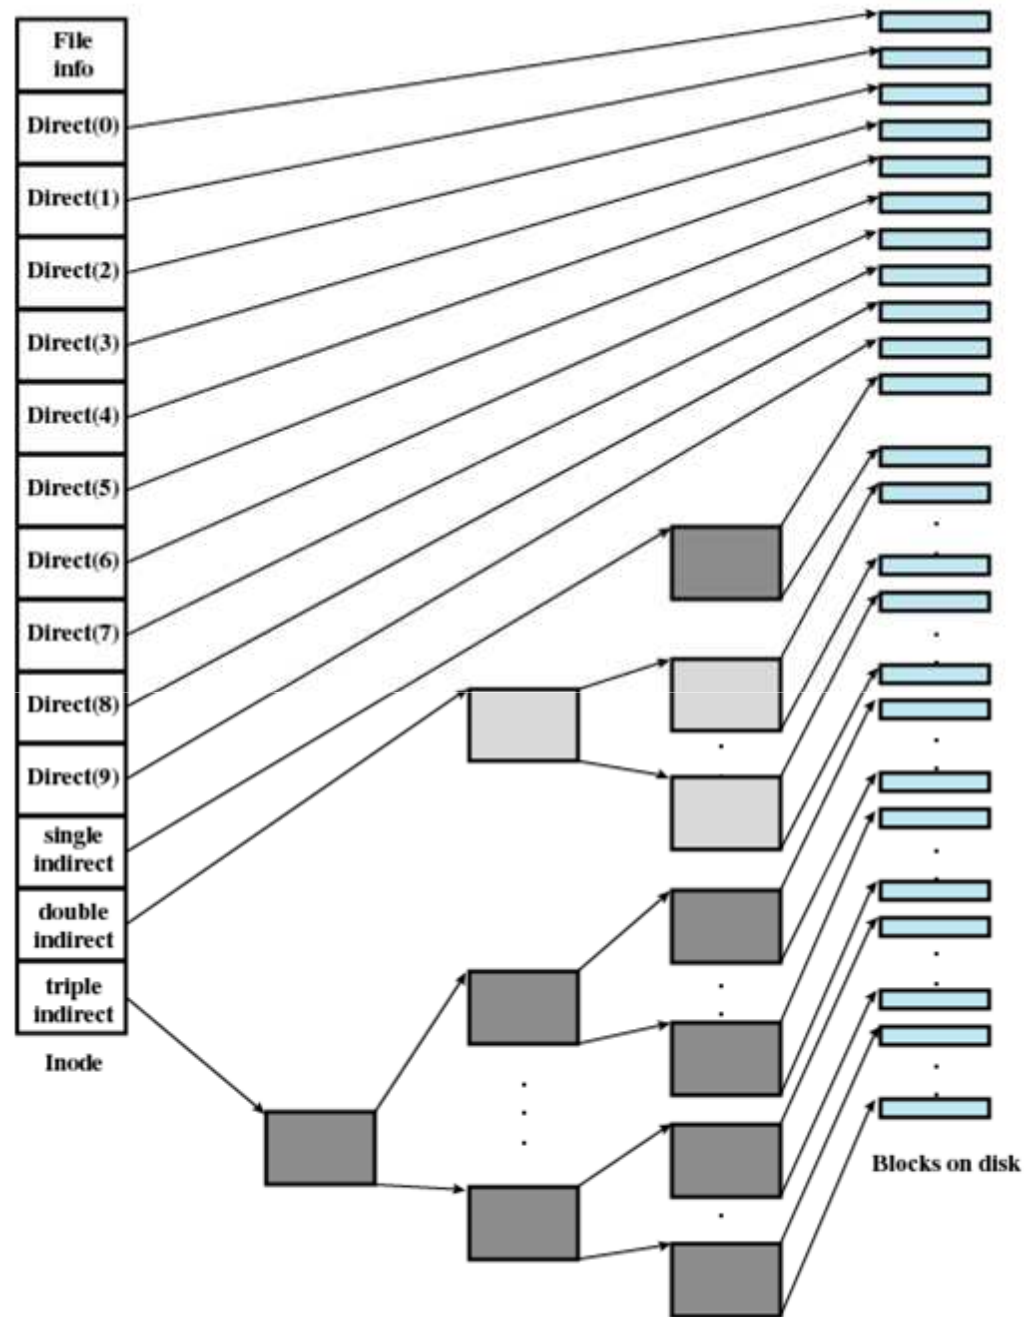 File
info
Direct(0)
Direct(1)
Direct(2)
Direct(3)
Direct(4)
Direct(5)
Direct(6)
Direct(7)
Direct(8)
Direct(9)
single
indirect
double
indirect
triple
indirect
Inode
Blocks on disk